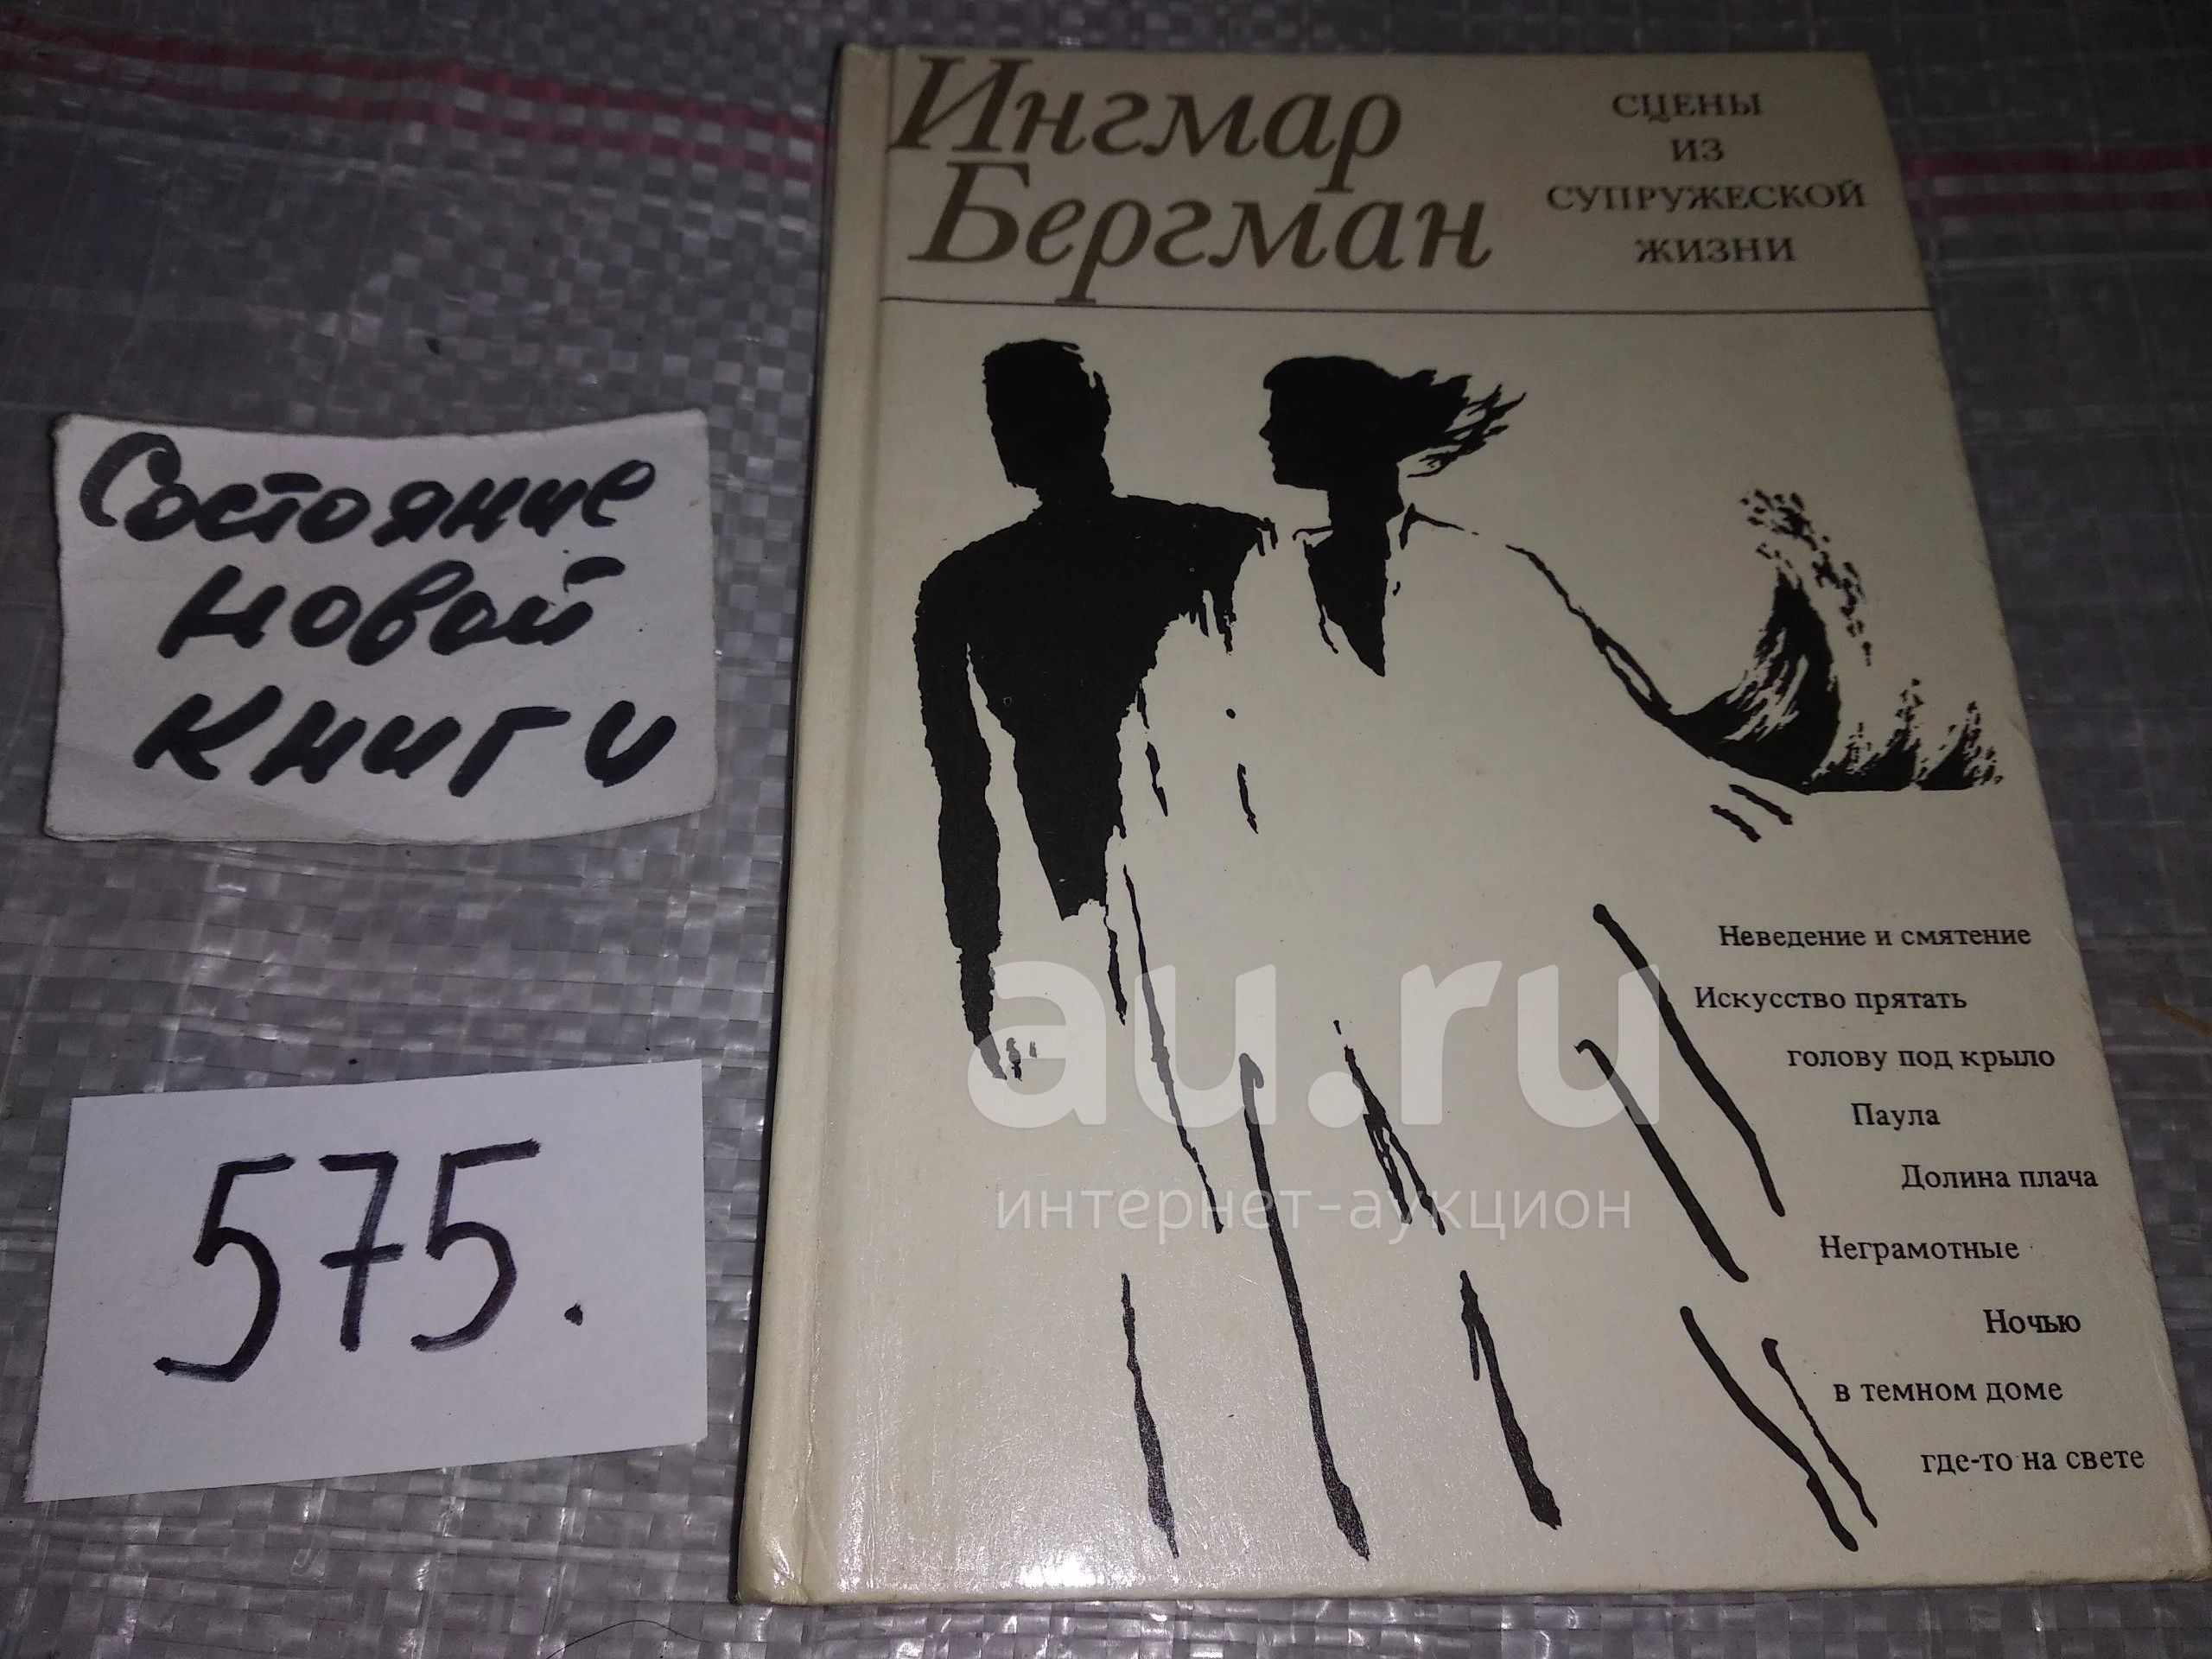 Ингмар
Бергман
СЦЕНЫ
ИЗ
СУПРУЖЕСКОЙ
ЖИЗНИ
Состояние
новой
книги
575.
Неведение и смятение
Искусство прятать
голову под крыло
Паула
Долина плача
Неграмотные
Ночью
в темном доме
где-то на свете
au.ru
интернет-аукцион